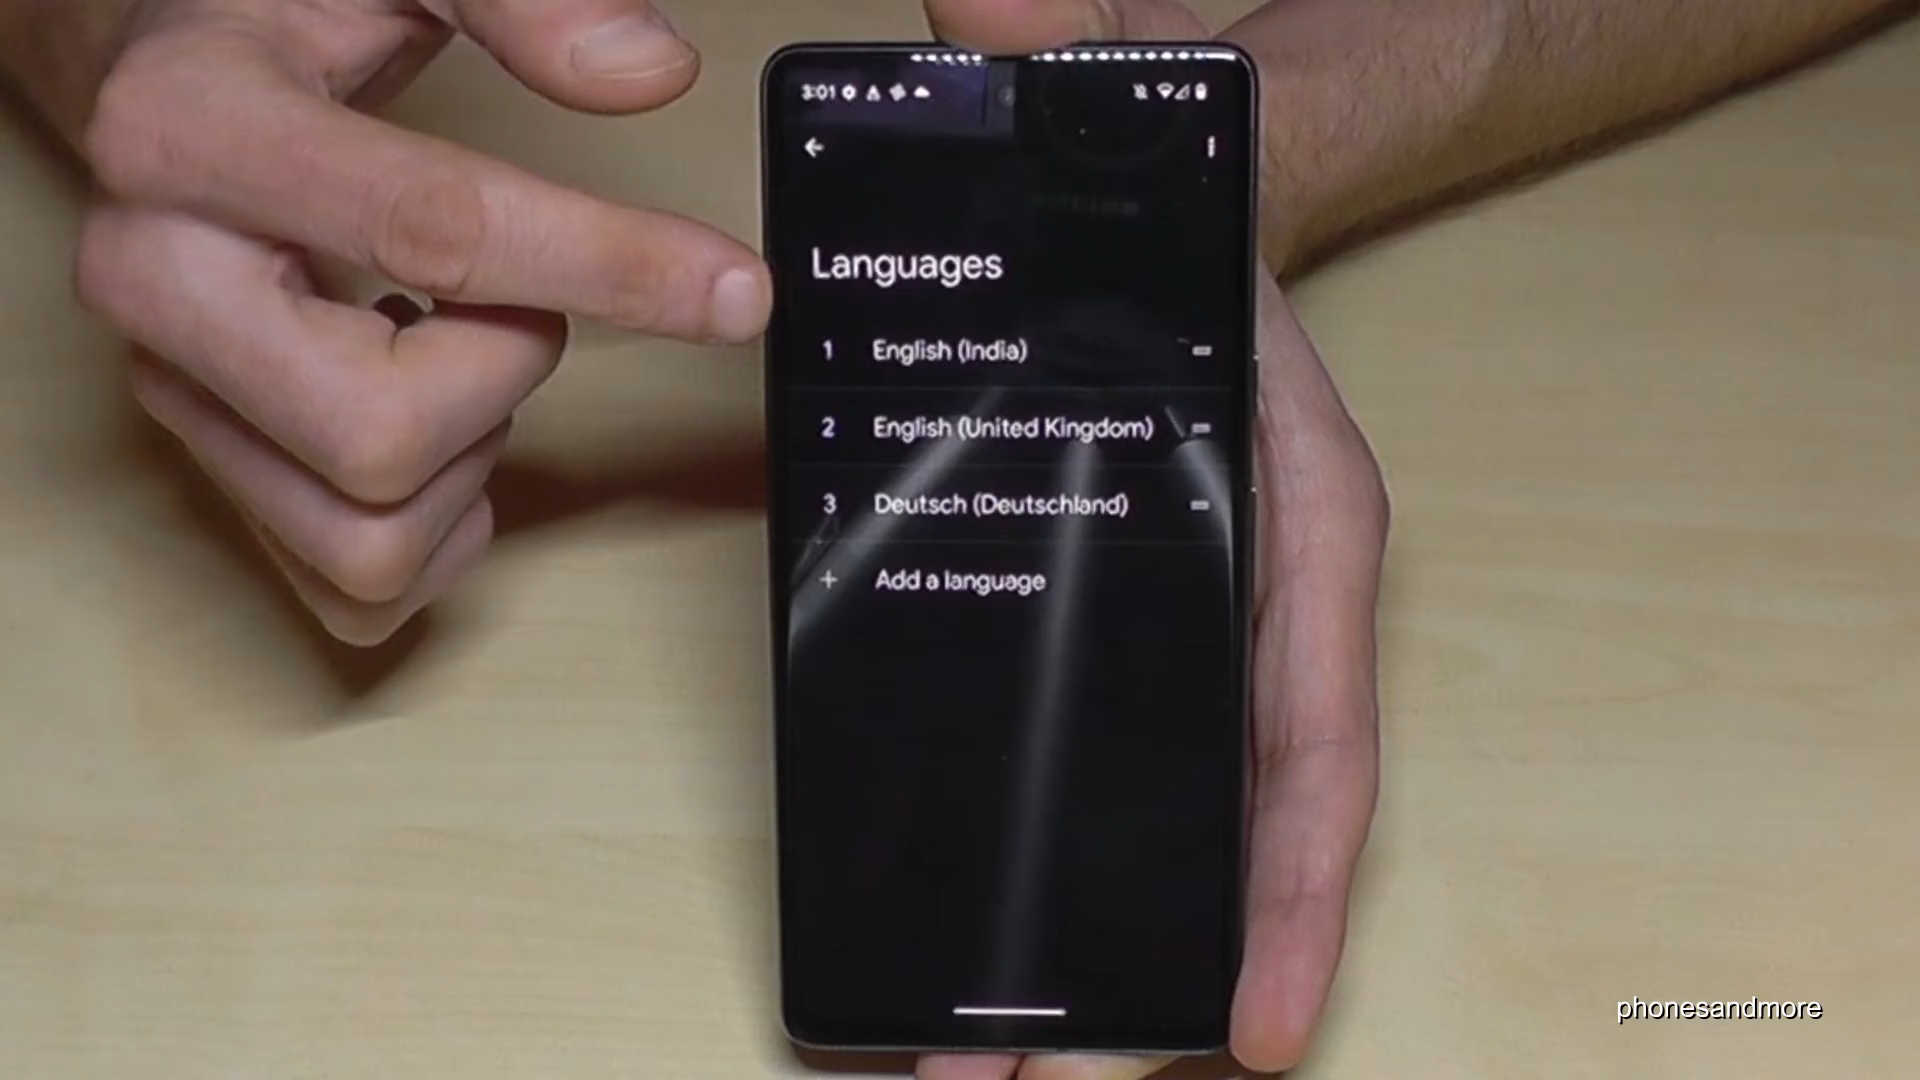 3:01
Languages
1 English (India)
2 English (United Kingdom)
3 Deutsch (Deutschland)
+ Add a language
phonesandmore